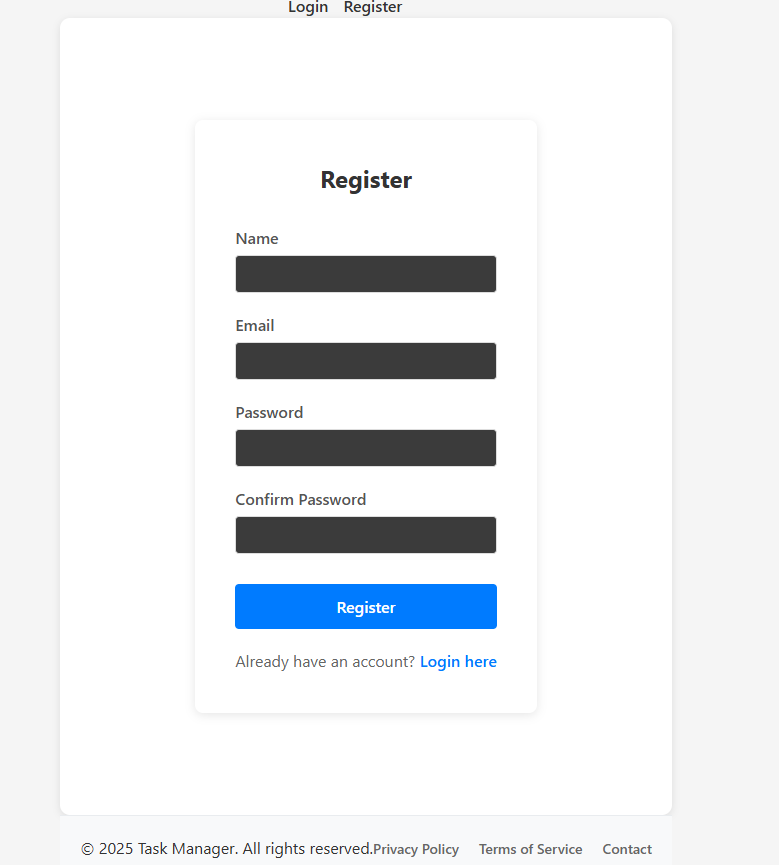 Login Register
Register
Name
Email
Password
Confirm Password
Register
Already have an account? Login here
© 2025 Task Manager. All rights reserved.Privacy Policy Terms of Service Contact